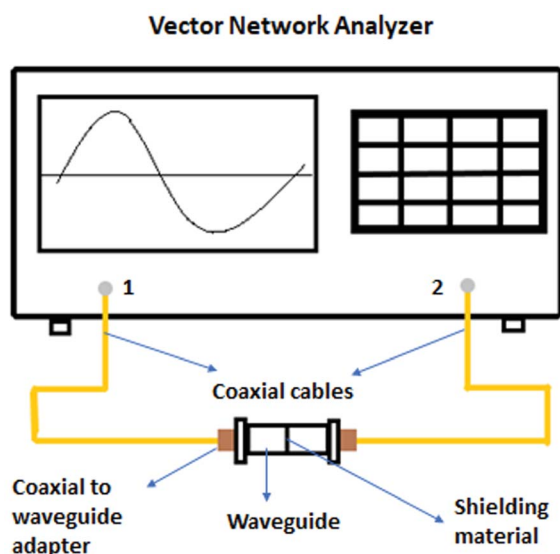 Vector Network Analyzer
1
2
Coaxial cables
Coaxial to
waveguide
adapter
Waveguide
Shielding
material